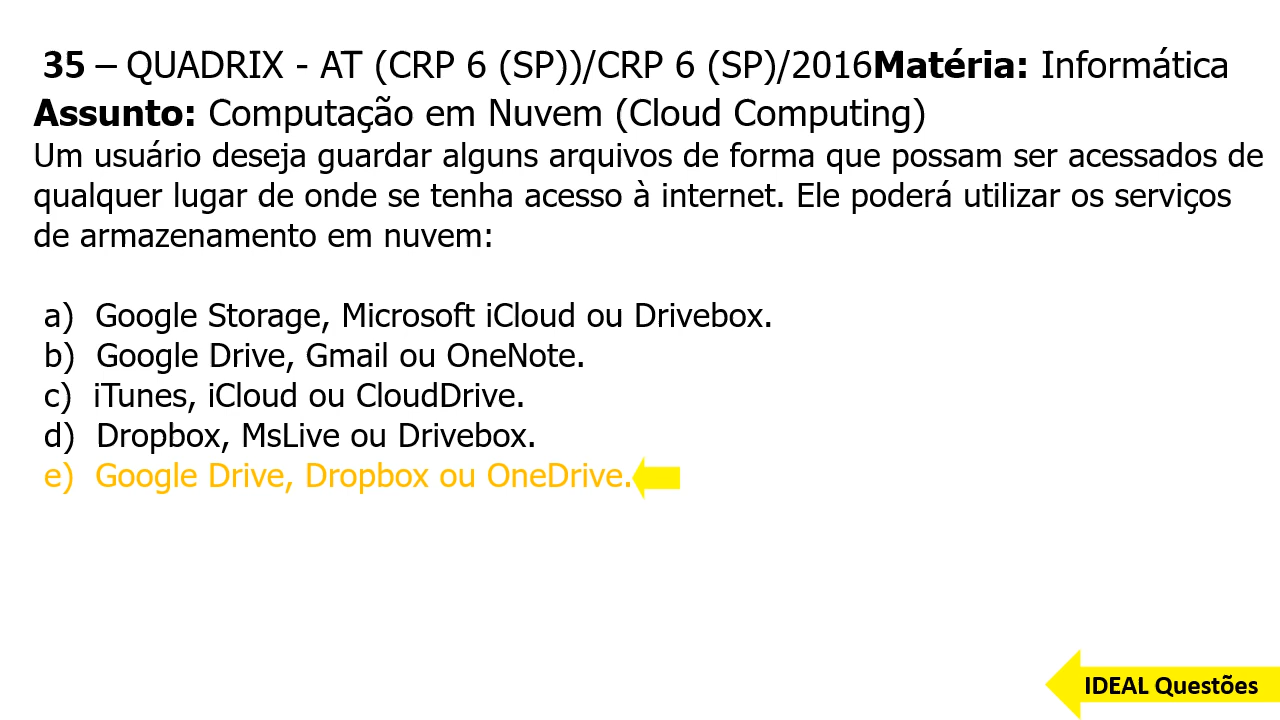 35 – QUADRIX - AT (CRP 6 (SP))/CRP 6 (SP)/2016Matéria: Informática
Assunto: Computação em Nuvem (Cloud Computing)
Um usuário deseja guardar alguns arquivos de forma que possam ser acessados de
qualquer lugar de onde se tenha acesso à internet. Ele poderá utilizar os serviços
de armazenamento em nuvem:
a) Google Storage, Microsoft iCloud ou Drivebox.
b) Google Drive, Gmail ou OneNote.
c) iTunes, iCloud ou CloudDrive.
d) Dropbox, MsLive ou Drivebox.
e) Google Drive, Dropbox ou OneDrive.
IDEAL Questões